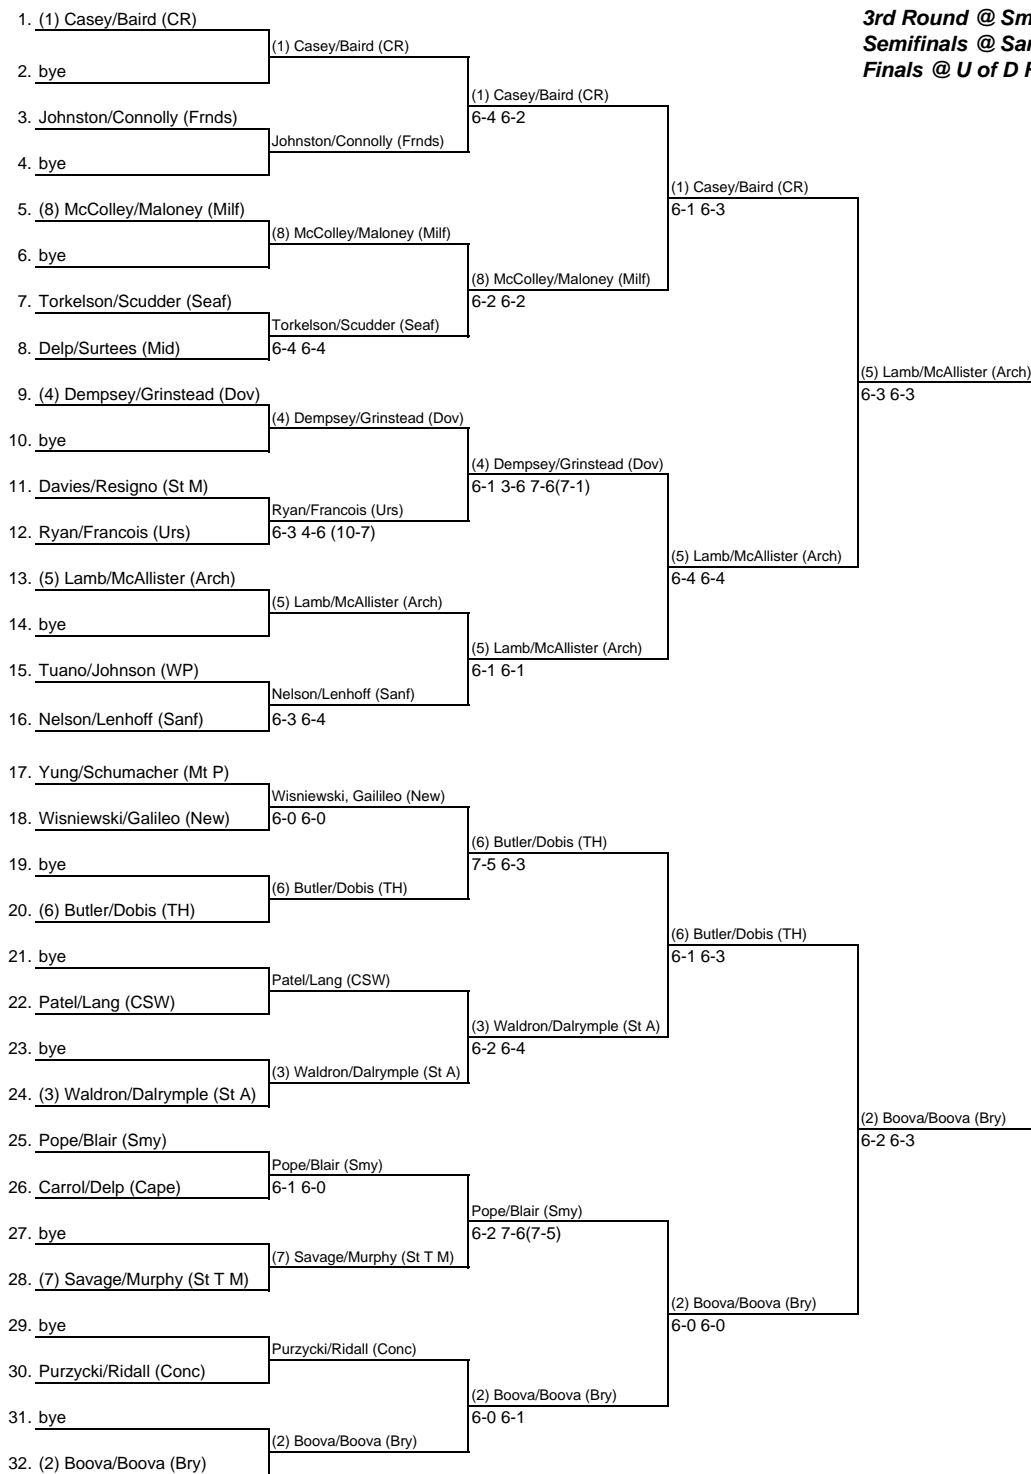 3rd Round @ Sm
Semifinals @ Sa
Finals @ U of D
1. (1) Casey/Baird (CR)
2. bye
3. Johnston/Connolly (Frnds)
4. bye
5. (8) McColley/Maloney (Milf)
6. bye
7. Torkelson/Scudder (Seaf)
8. Delp/Surtees (Mid)
9. (4) Dempsey/Grinstead (Dov)
10. bye
11. Davies/Resigno (St M)
12. Ryan/Francois (Urs)
13. (5) Lamb/McAllister (Arch)
14. bye
15. Tuano/Johnson (WP)
16. Nelson/Lenhoff (Sanf)
17. Yung/Schumacher (Mt P)
18. Wisniewski/Galileo (New)
19. bye
20. (6) Butler/Dobis (TH)
21. bye
22. Patel/Lang (CSW)
23. bye
24. (3) Waldron/Dalrymple (St A)
25. Pope/Blair (Smy)
26. Carrol/Delp (Cape)
27. bye
28. (7) Savage/Murphy (St T M)
29. bye
30. Purzycki/Ridall (Conc)
31. bye
32. (2) Boova/Boova (Bry)
(1) Casey/Baird (CR)
Johnston/Connolly (Frnds)
(8) McColley/Maloney (Milf)
Torkelson/Scudder (Seaf)
6-4 6-4
(4) Dempsey/Grinstead (Dov)
Ryan/Francois (Urs)
6-3 4-6 (10-7)
(5) Lamb/McAllister (Arch)
Nelson/Lenhoff (Sanf)
6-3 6-4
Wisniewski, Gailileo (New)
6-0 6-0
(6) Butler/Dobis (TH)
Patel/Lang (CSW)
(3) Waldron/Dalrymple (St A)
Pope/Blair (Smy)
6-1 6-0
(7) Savage/Murphy (St T M)
Purzycki/Ridall (Conc)
(2) Boova/Boova (Bry)
(1) Casey/Baird (CR)
6-4 6-2
(8) McColley/Maloney (Milf)
6-2 6-2
(4) Dempsey/Grinstead (Dov)
6-1 3-6 7-6(7-1)
(5) Lamb/McAllister (Arch)
6-1 6-1
(6) Butler/Dobis (TH)
7-5 6-3
(3) Waldron/Dalrymple (St A)
6-2 6-4
Pope/Blair (Smy)
6-2 7-6(7-5)
(2) Boova/Boova (Bry)
6-0 6-1
(1) Casey/Baird (CR)
6-1 6-3
(5) Lamb/McAllister (Arch)
6-4 6-4
(6) Butler/Dobis (TH)
6-1 6-3
(2) Boova/Boova (Bry)
6-0 6-0
(5) Lamb/McAllister (Arch)
6-3 6-3
(2) Boova/Boova (Bry)
6-2 6-3